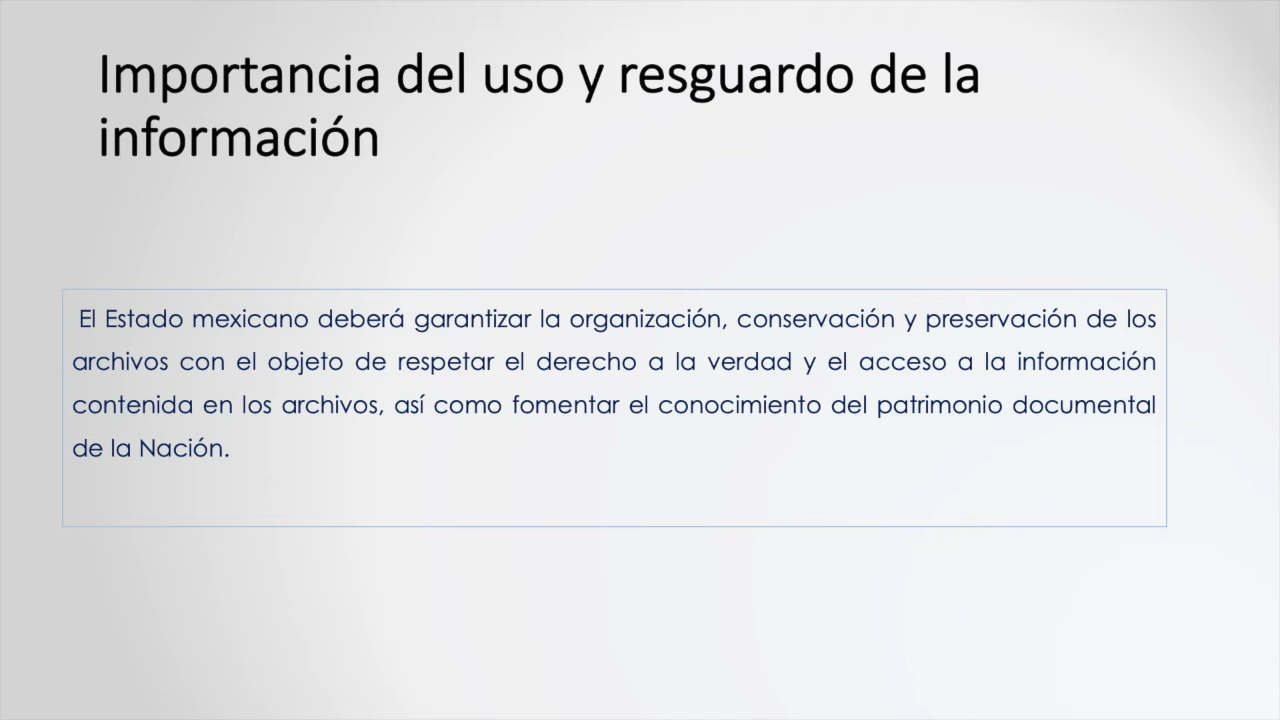 Importancia del uso y resguardo de la
información
El Estado mexicano deberá garantizar la organización, conservación y preservación de los
archivos con el objeto de respetar el derecho a la verdad y el acceso a la información
contenida en los archivos, así como fomentar el conocimiento del patrimonio documental
de la Nación.